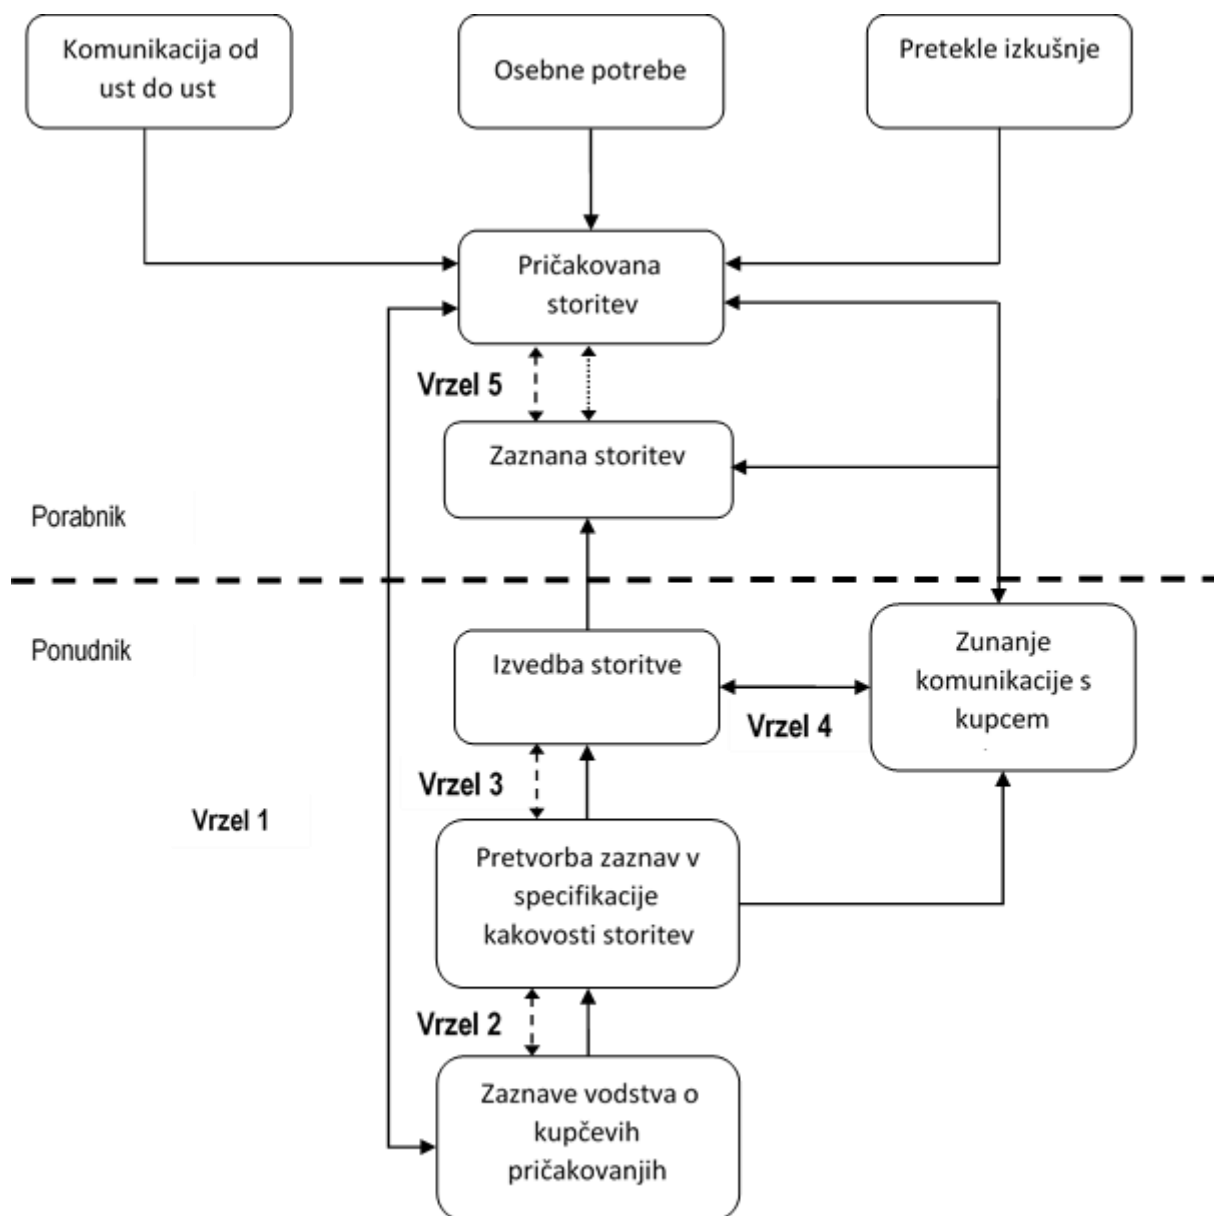 Komunikacija od
ust do ust
Osebne potrebe
Pretekle izkušnje
Pričakovana
storitev
Vrzel 5
Zaznana storitev
Porabnik
Ponudnik
Izvedba storitve
Zunanje
komunikacije s
kupcem
Vrzel 4
Vrzel 3
Vrzel 1
Pretvorba zaznav v
specifikacije
kakovosti storitev
Vrzel 2
Zaznave vodstva o
kupčevih
pričakovanjih